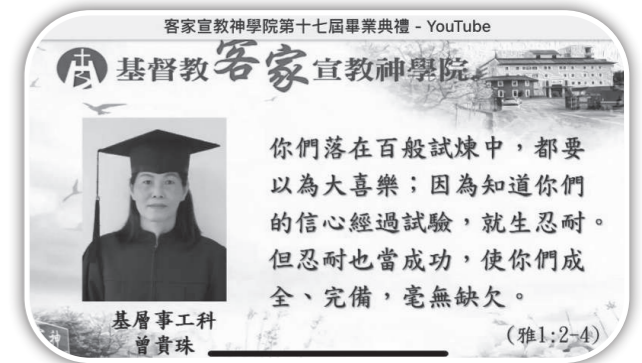 客家宣教神學院第十七屆畢業典禮 - YouTube
基督教客家宣教神學院
你們落在百般試煉中,都要
以為大喜樂;因為知道你們
的信心經過試驗,就生忍耐。
但忍耐也當成功,使你們成
全、完備,毫無缺欠。
(雅1:2-4)
基層事工科
曾貴珠
神